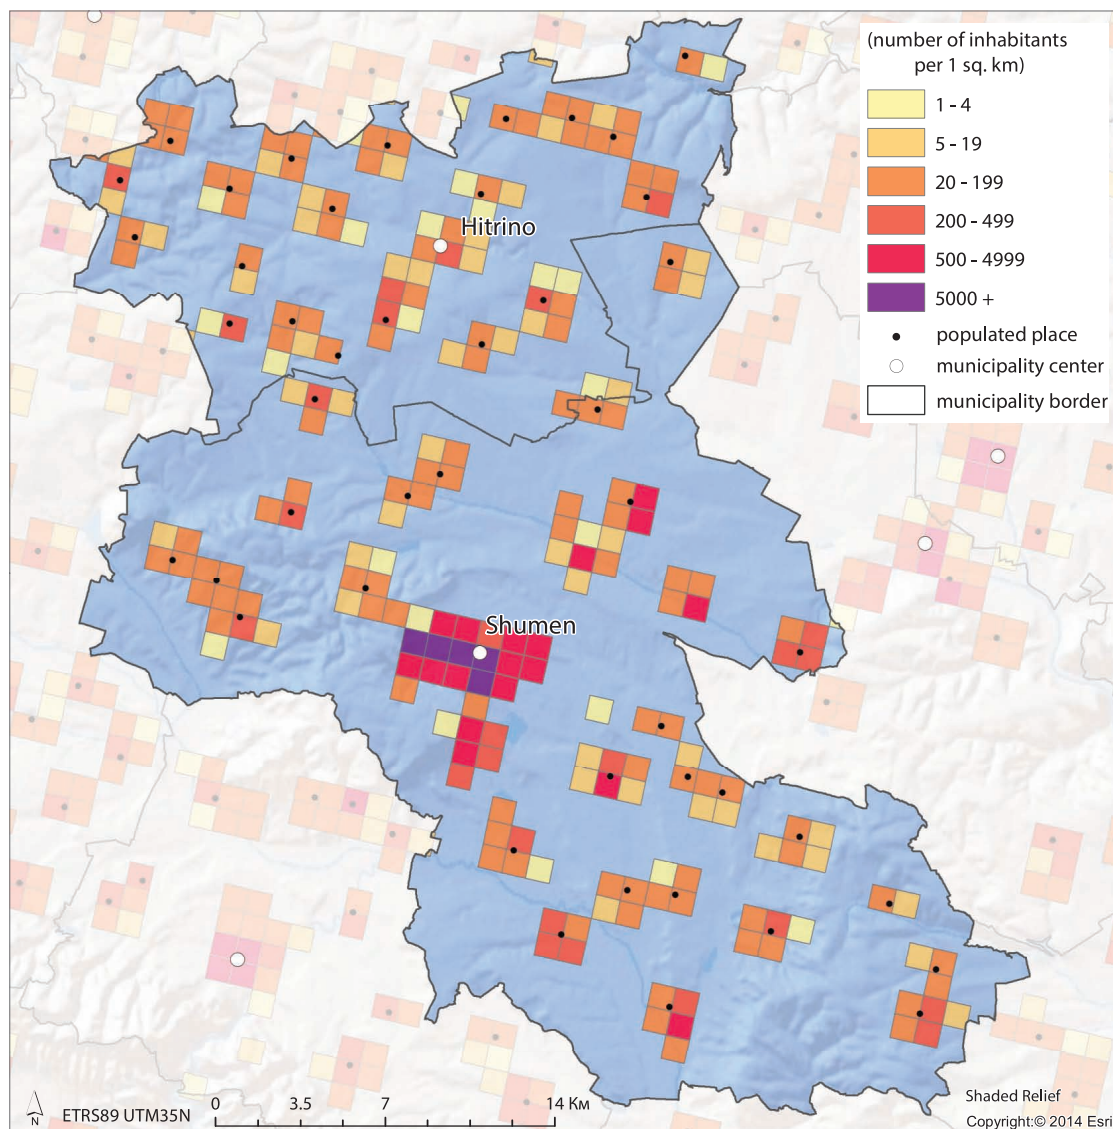 (number of inhabitants
per 1 sq. km)
1 - 4
5 - 19
20 - 199
200 - 499
500 - 4999
5000 +
populated place
municipality center
municipality border
Hitrino
Shumen
N
ETRS89 UTM35N
0 3.5 7 14 Км
Shaded Relief
Copyright:© 2014 Esri